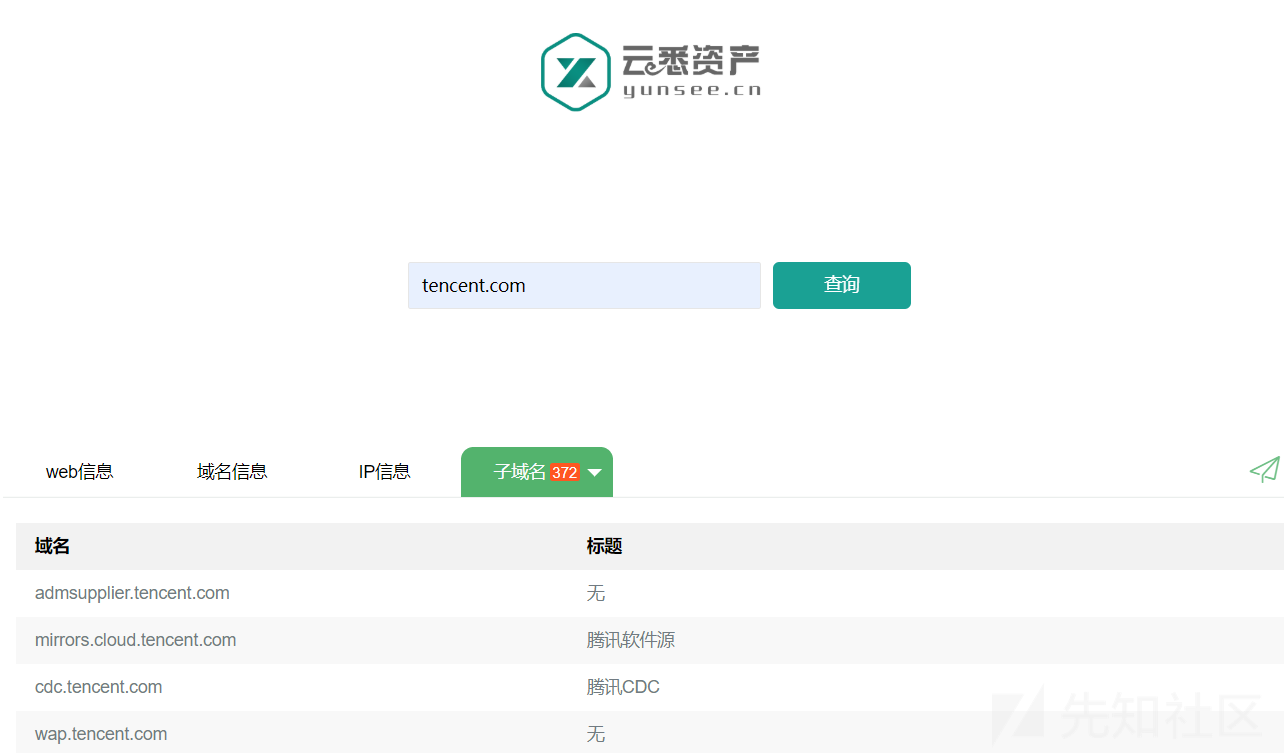 云悉资产
yunsee.cn
tencent.com 查询
web信息 域名信息 IP信息 子域名 372
域名 标题
admsupplier.tencent.com 无
mirrors.cloud.tencent.com 腾讯软件源
cdc.tencent.com 腾讯CDC
wap.tencent.com 无
先知社区